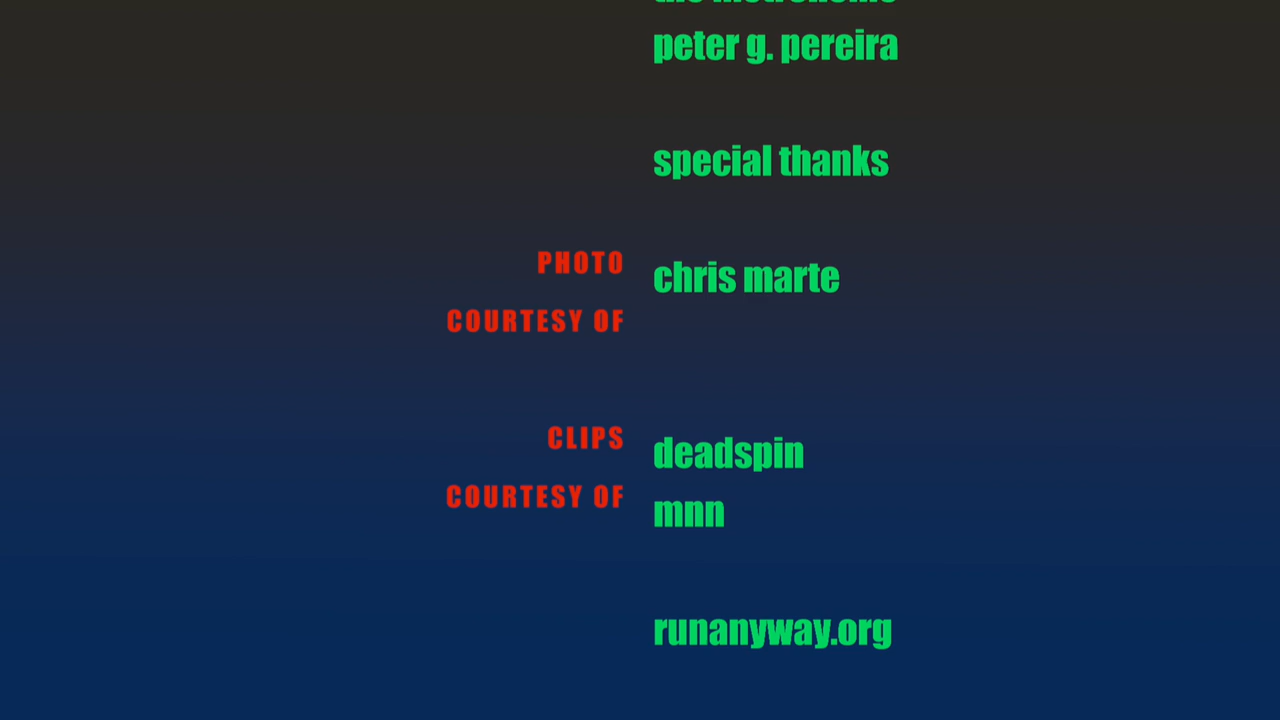 peter g. pereira
special thanks
PHOTO
COURTESY OF
chris marte
CLIPS
COURTESY OF
deadspin
mnn
runanyway.org